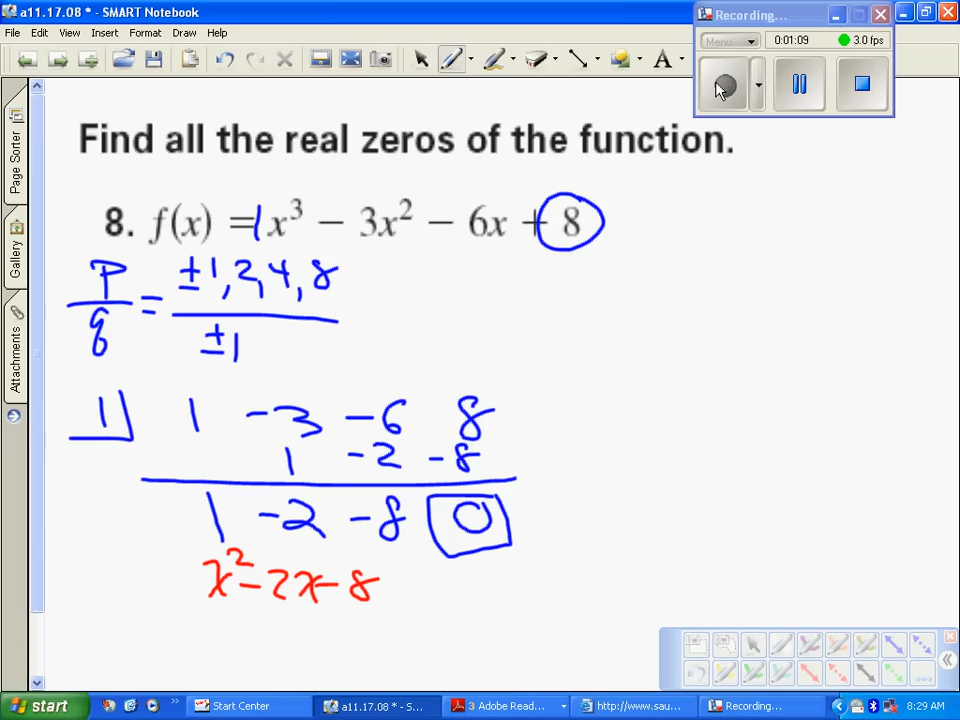 a11.17.08 * - SMART Notebook
File Edit View Insert Format Draw Help
Recording...
Menu 0:01:09 3.0 fps
Page Sorter
Gallery
Attachments
Find all the real zeros of the function.
8. f(x) = 1x³ − 3x² − 6x + 8
p/q = ±1, 2, 4, 8 / ±1
1| 1 -3 -6 8
1 -2 -8
1 -2 -8 0
x² - 2x - 8
start Start Center a11.17.08 * - S... 3 Adobe Read... http://www.sau... Recording... 8:29 AM